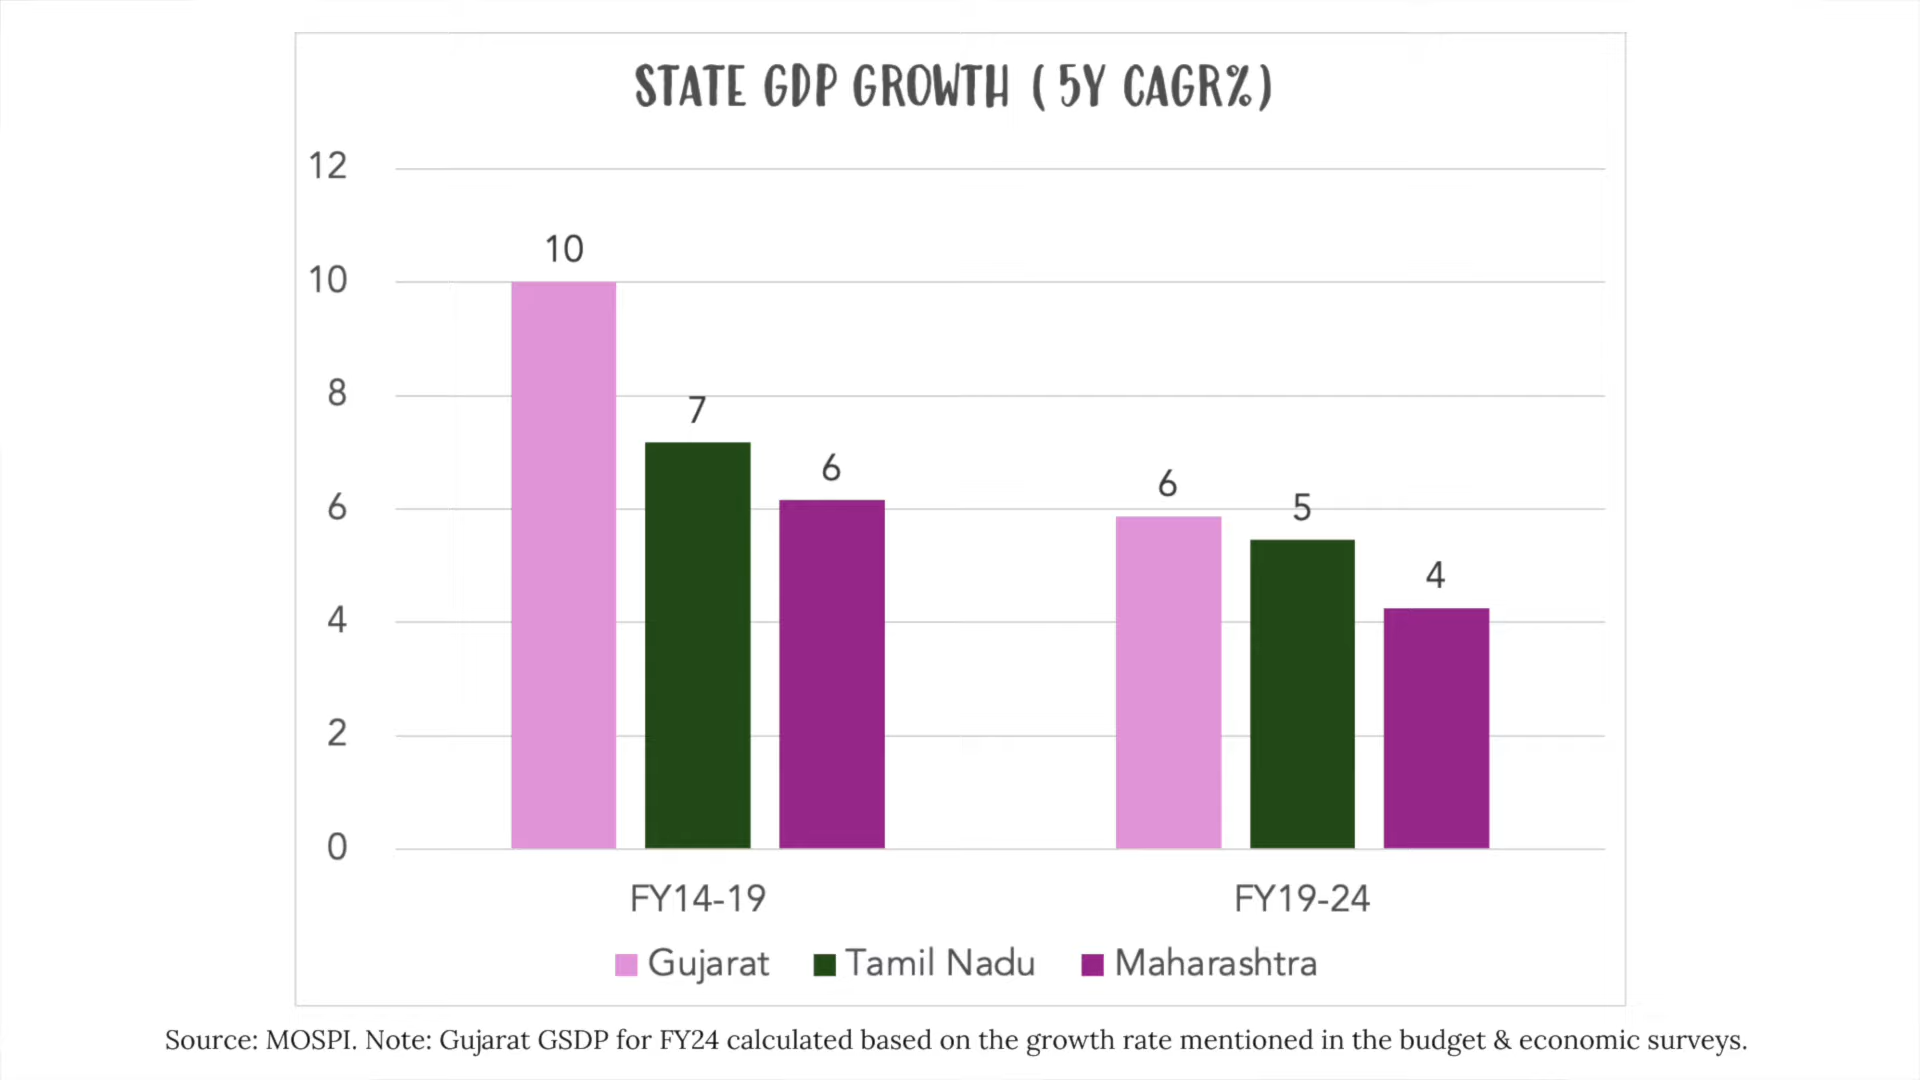 STATE GDP GROWTH ( 5Y CAGR%)
12
10
8
6
4
2
0
10
7
6
6
5
4
FY14-19
FY19-24
Gujarat
Tamil Nadu
Maharashtra
Source: MOSPI. Note: Gujarat GSDP for FY24 calculated based on the growth rate mentioned in the budget & economic surveys.